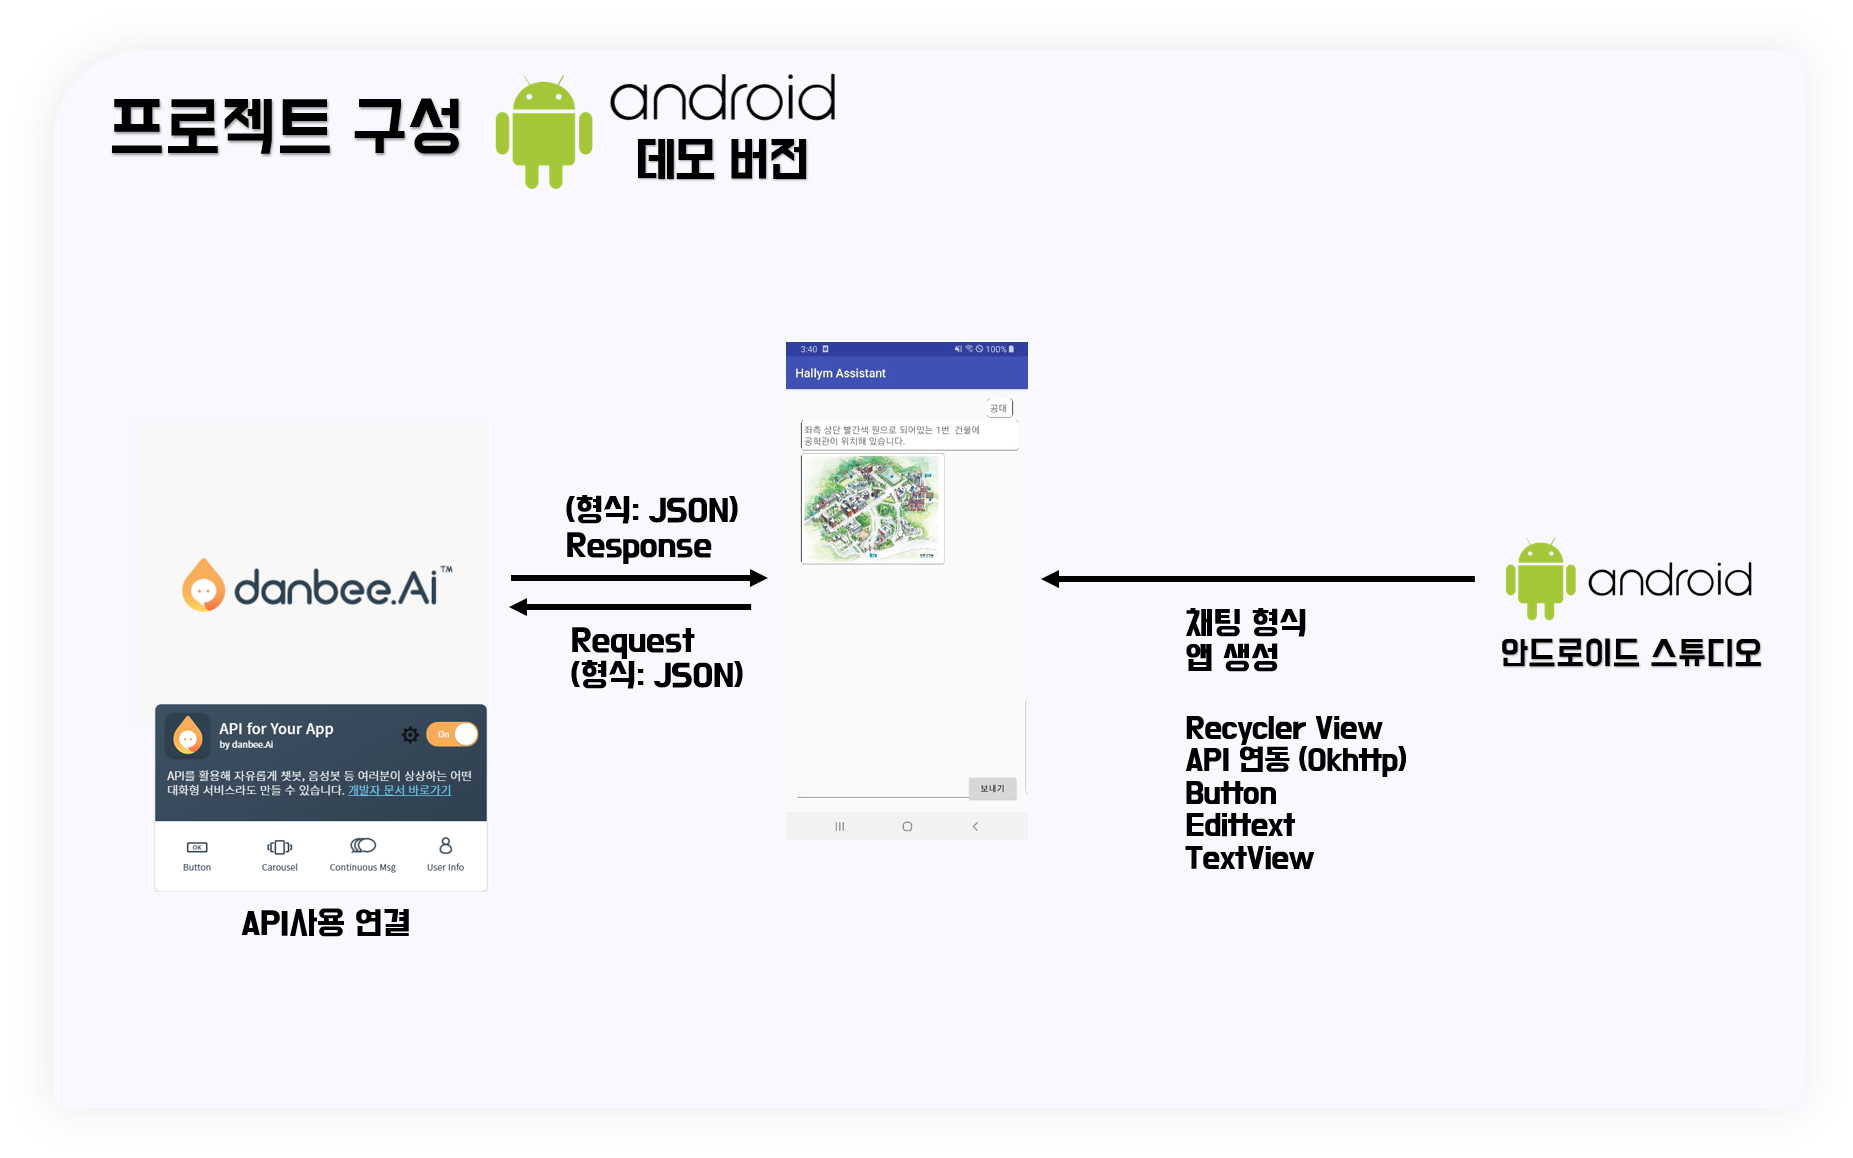 프로젝트 구성
android
데모 버전
3:40
100%
Hallym Assistant
공대
좌측 상단 빨간색 원으로 되어있는 1번 건물에
공학관이 위치해 있습니다.
보내기
danbee.Ai™
API for Your App
by danbee.Ai
On
API를 활용해 자유롭게 챗봇, 음성봇 등 여러분이 상상하는 어떤
대화형 서비스라도 만들 수 있습니다. 개발자 문서 바로가기
OK
Button
Carousel
Continuous Msg
User Info
API사용 연결
(형식: JSON)
Response
Request
(형식: JSON)
채팅 형식
앱 생성
Recycler View
API 연동 (Okhttp)
Button
Edittext
TextView
android
안드로이드 스튜디오